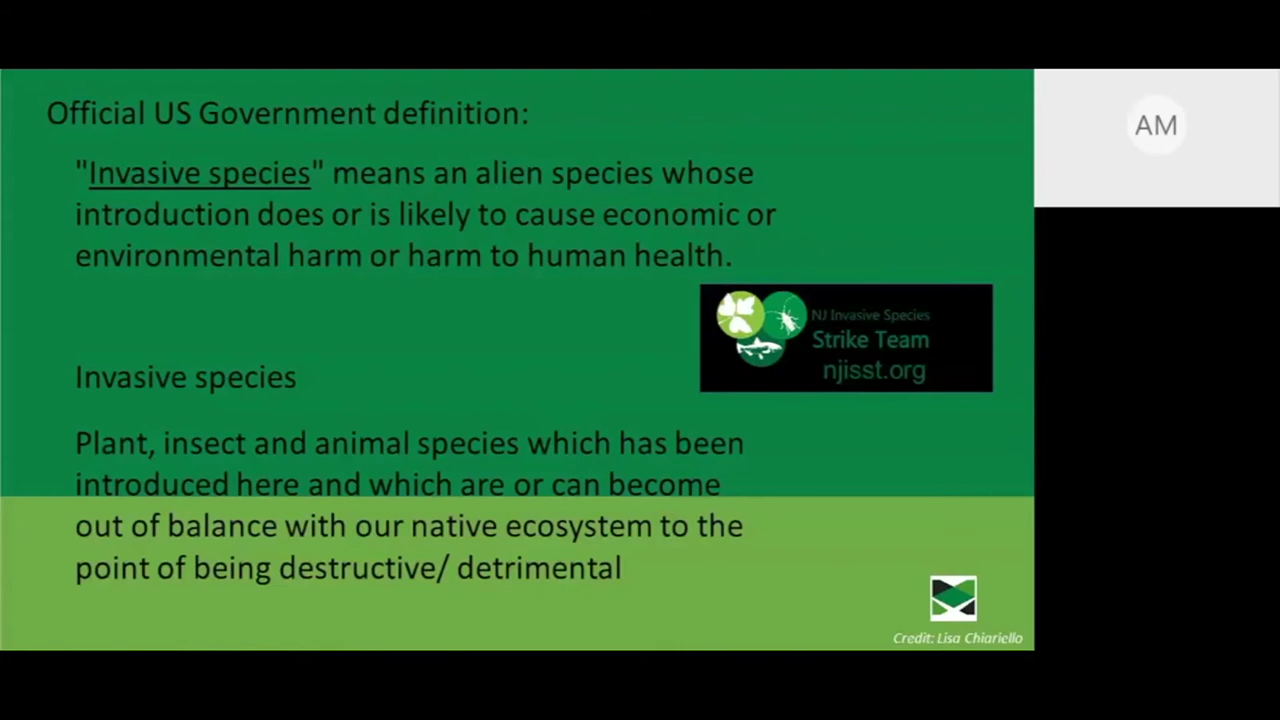 Official US Government definition:
"Invasive species" means an alien species whose
introduction does or is likely to cause economic or
environmental harm or harm to human health.
NJ Invasive Species
Strike Team
njisst.org
Invasive species
Plant, insect and animal species which has been
introduced here and which are or can become
out of balance with our native ecosystem to the
point of being destructive/ detrimental
Credit: Lisa Chiariello
AM